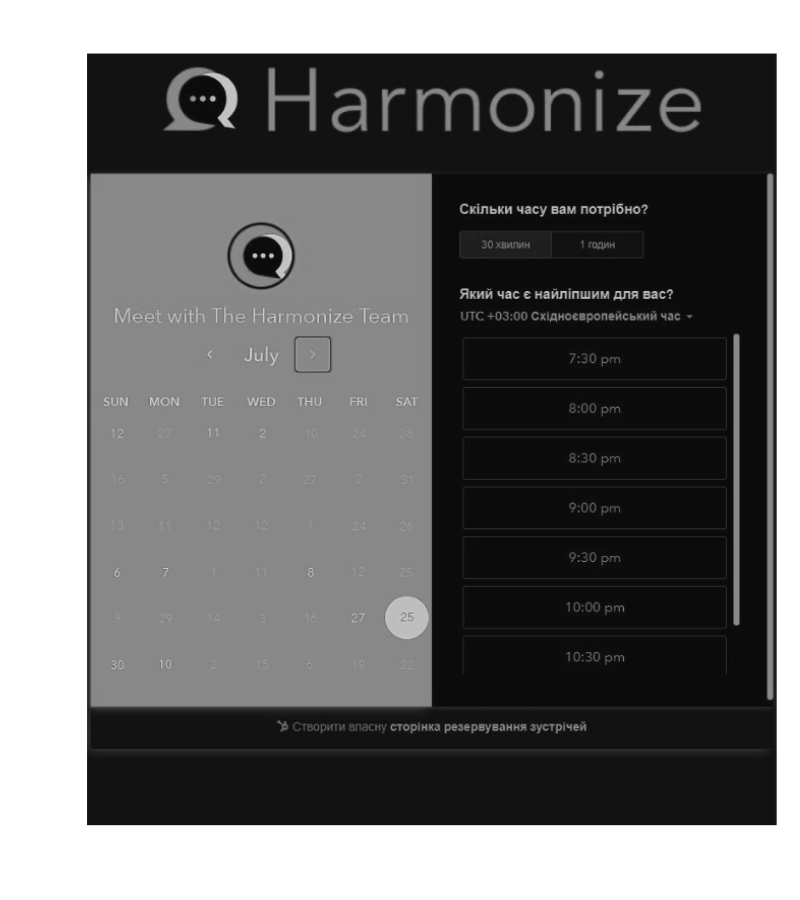 Harmonize
Meet with The Harmonize Team
‹ July ›
SUN MON TUE WED THU FRI SAT
12 27 11 2 10 24 28
16 5 29 2 27 2 31
13 11 12 12 1 24 26
6 7 1 11 8 12 25
9 29 14 3 16 27 25
30 10 2 15 6 19 22
Скільки часу вам потрібно?
30 хвилин 1 годин
Який час є найліпшим для вас?
UTC +03:00 Східноєвропейський час
7:30 pm
8:00 pm
8:30 pm
9:00 pm
9:30 pm
10:00 pm
10:30 pm
Створити власну сторінка резервування зустрічей